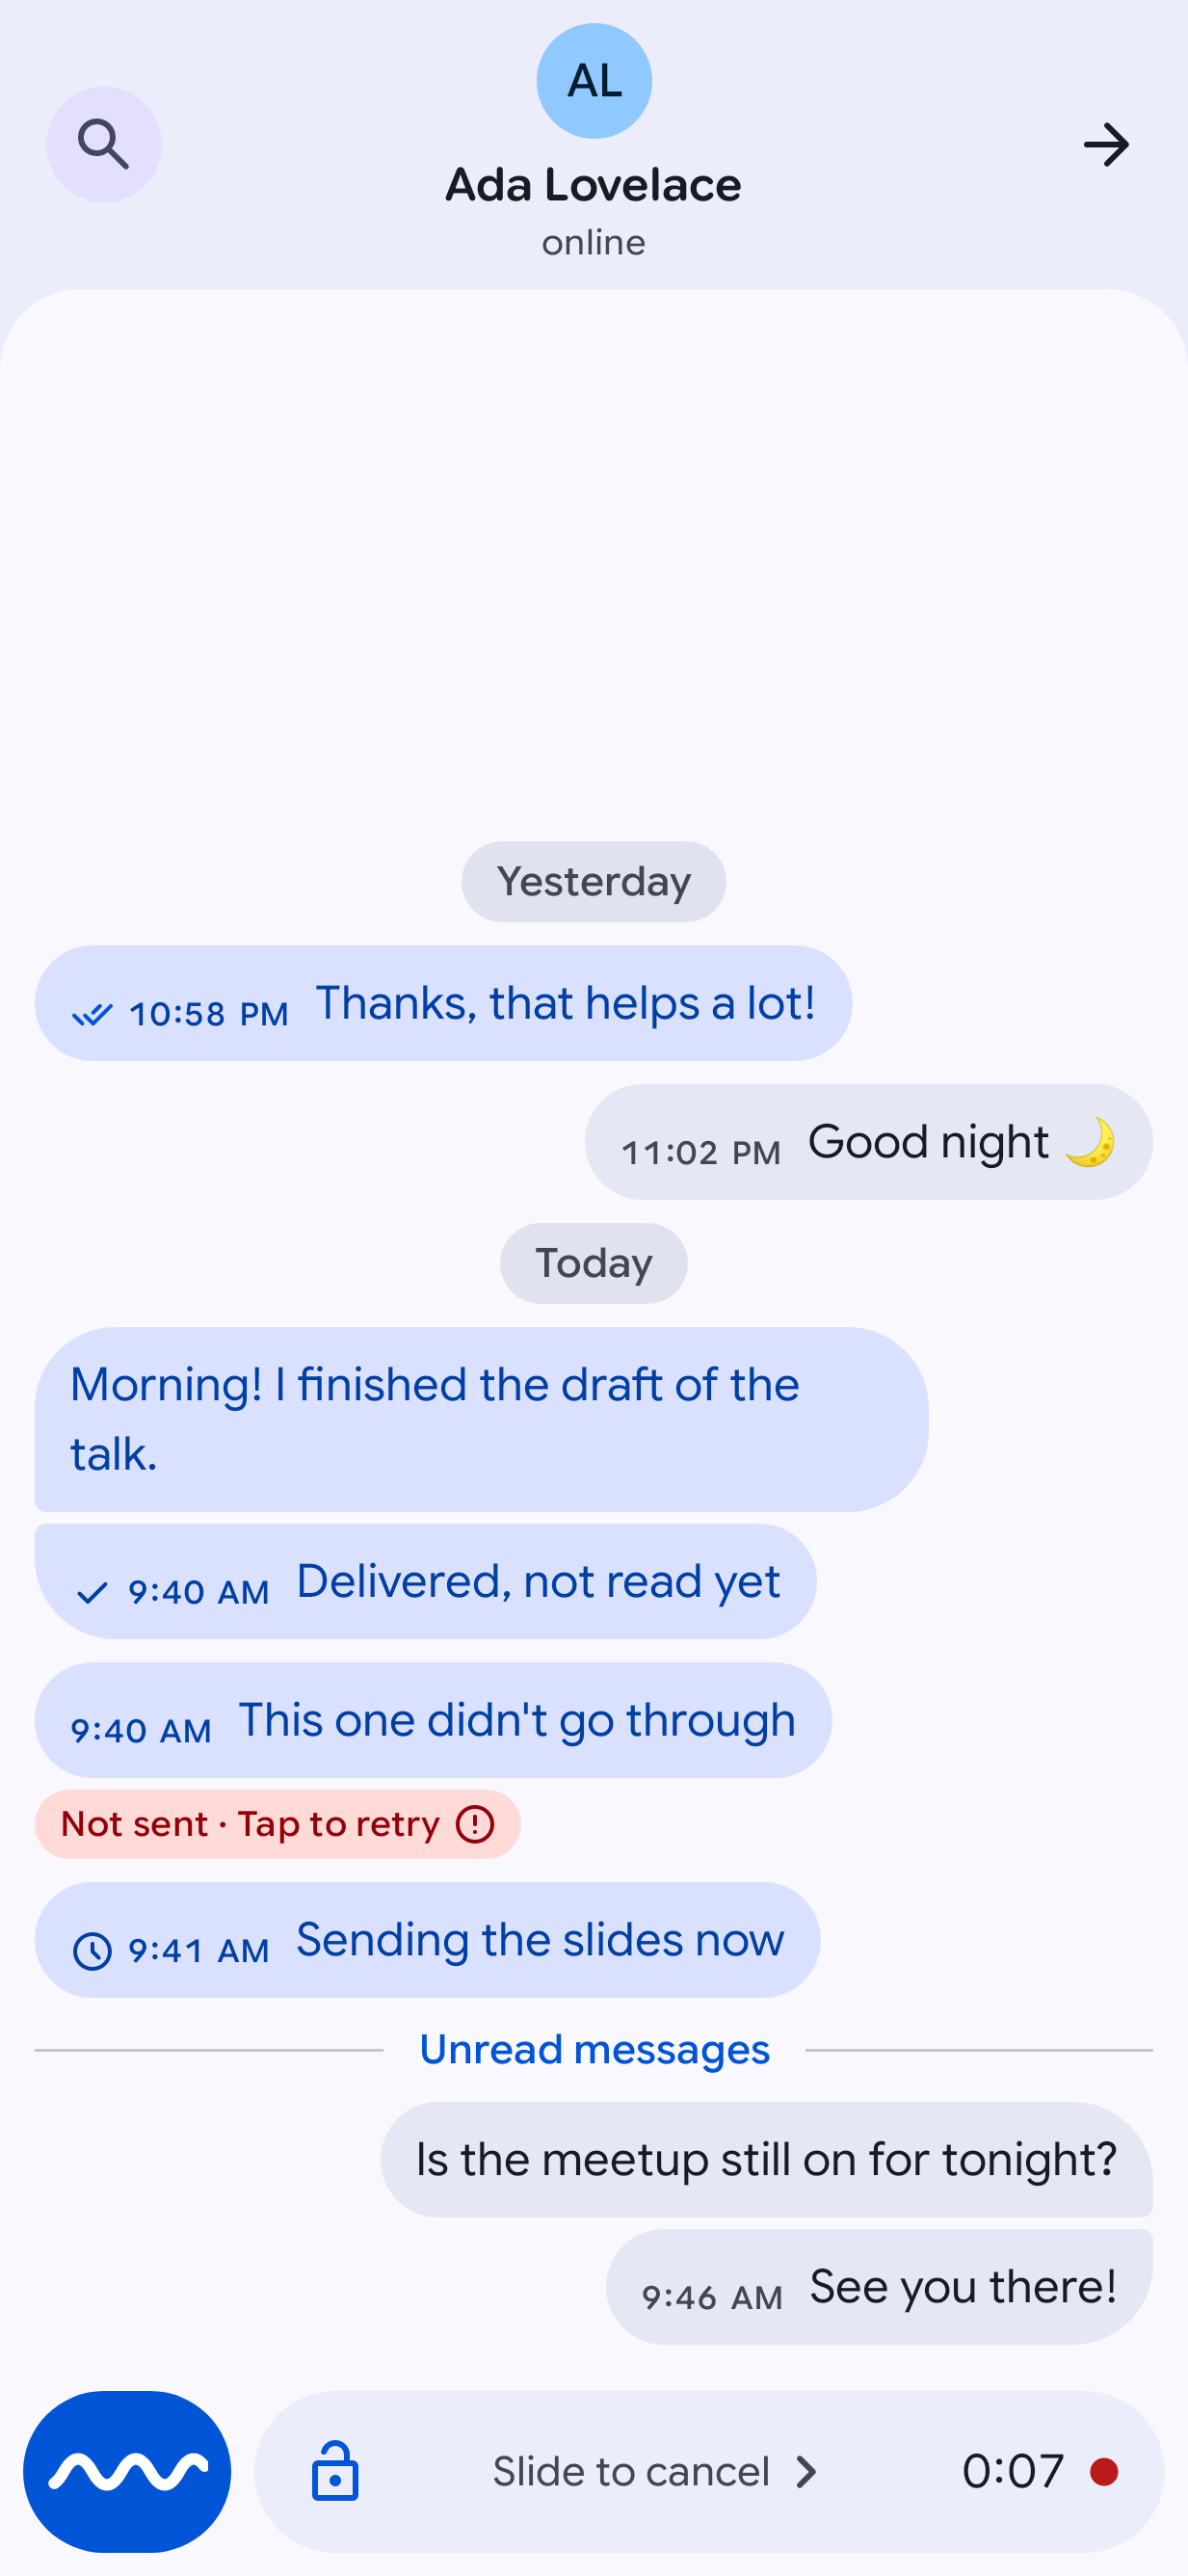 AL
Ada Lovelace
online
Yesterday
10:58 PM Thanks, that helps a lot!
11:02 PM Good night 🌙
Today
Morning! I finished the draft of the
talk.
9:40 AM Delivered, not read yet
9:40 AM This one didn't go through
Not sent · Tap to retry
9:41 AM Sending the slides now
Unread messages
Is the meetup still on for tonight?
9:46 AM See you there!
Slide to cancel 0:07